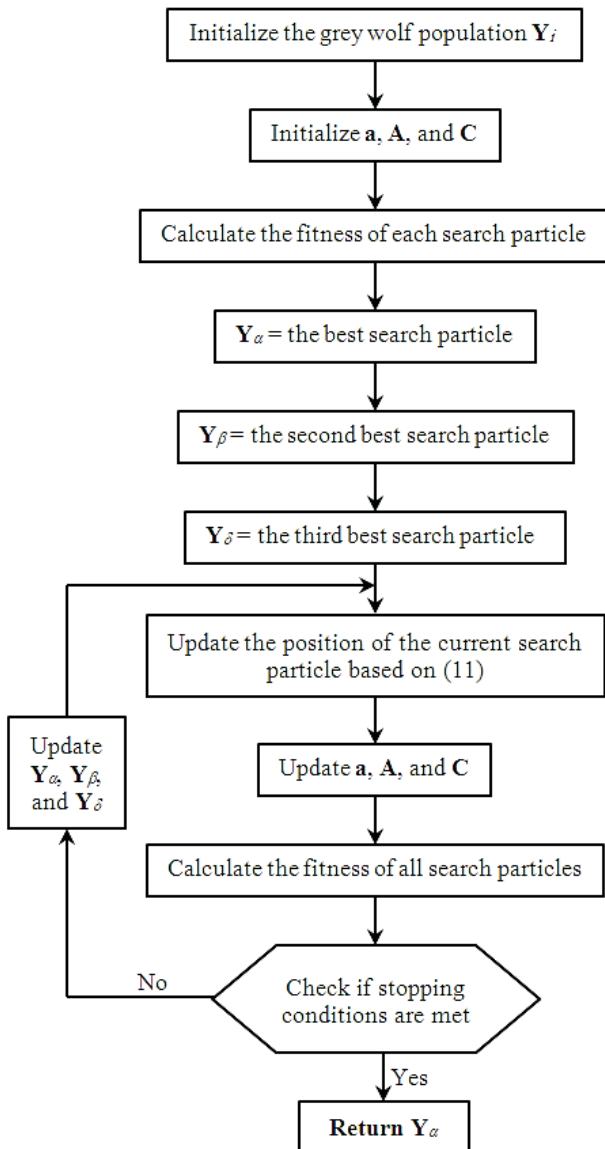 Initialize the grey wolf population Yᵢ
Initialize a, A, and C
Calculate the fitness of each search particle
Yα = the best search particle
Yβ = the second best search particle
Yδ = the third best search particle
Update the position of the current search
particle based on (11)
Update a, A, and C
Update
Yα, Yβ,
and Yδ
Calculate the fitness of all search particles
No
Check if stopping
conditions are met
Yes
Return Yα